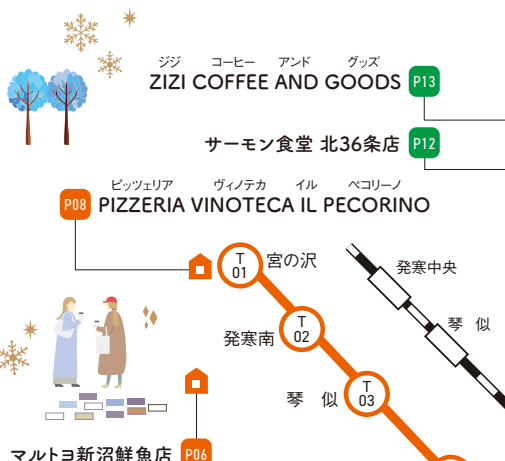 ジジ コーヒー アンド グッズ
ZIZI COFFEE AND GOODS P13
サーモン食堂 北36条店 P12
ピッツェリア ヴィノテカ イル ペコリーノ
P08 PIZZERIA VINOTECA IL PECORINO
T 01 宮の沢
発寒中央
発寒南 T 02
琴 似
琴 似 T 03
マルトヨ新沼鮮魚店 P06